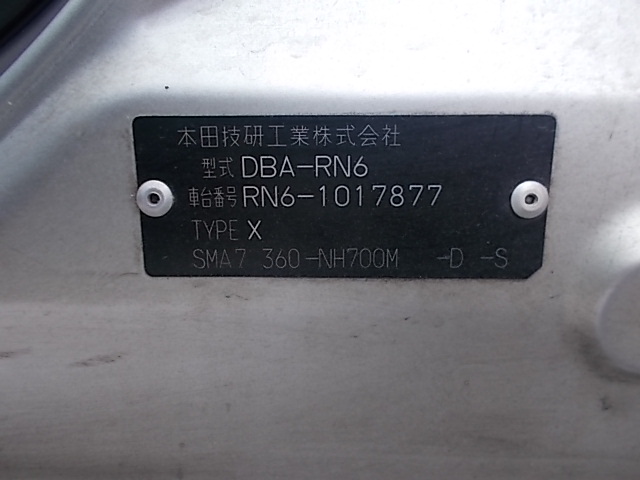 本田技研工業株式会社
型式 DBA-RN6
車台番号 RN6-1017877
TYPE X
SMA7 360-NH700M -D -S